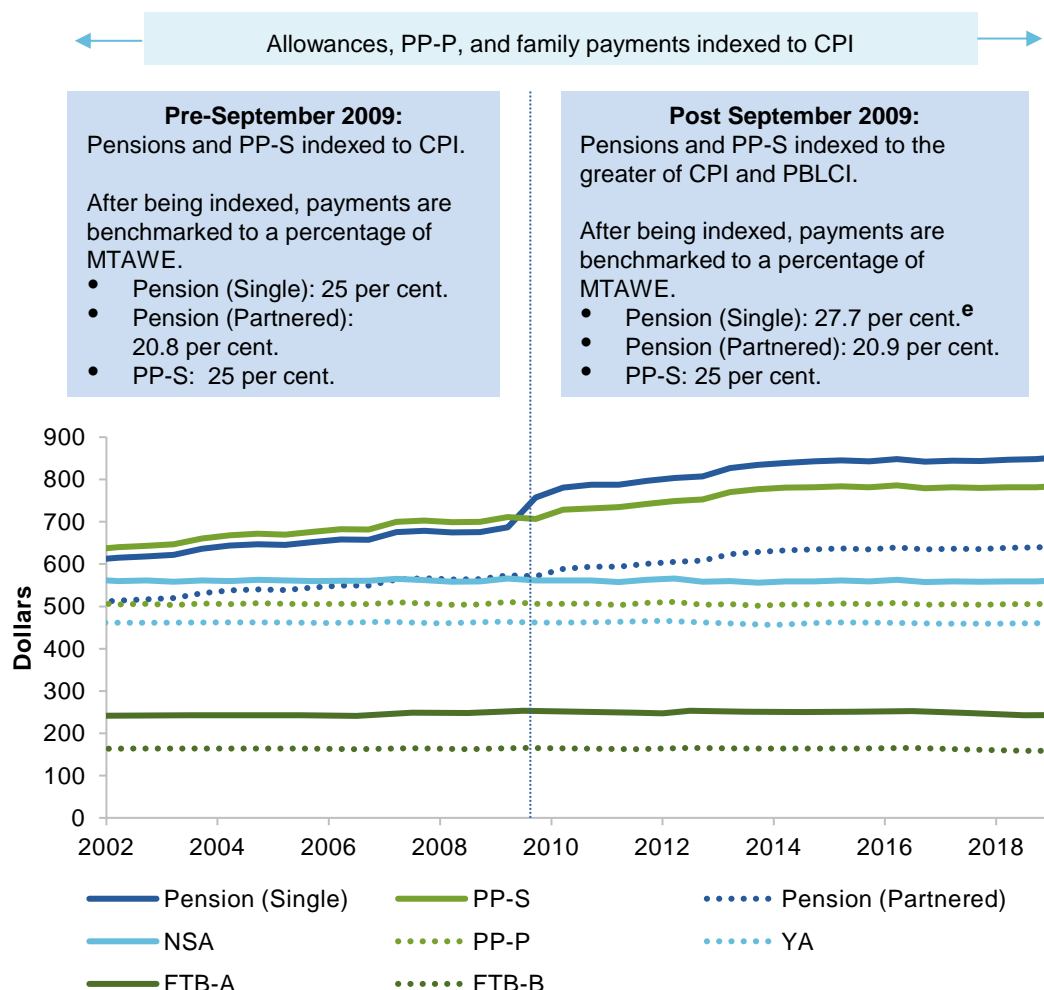 Allowances, PP-P, and family payments indexed to CPI
Pre-September 2009:
Pensions and PP-S indexed to CPI.
After being indexed, payments are
benchmarked to a percentage of
MTAWE.
• Pension (Single): 25 per cent.
• Pension (Partnered):
20.8 per cent.
• PP-S: 25 per cent.
Post September 2009:
Pensions and PP-S indexed to the
greater of CPI and PBLCI.
After being indexed, payments are
benchmarked to a percentage of
MTAWE.
• Pension (Single): 27.7 per cent.e
• Pension (Partnered): 20.9 per cent.
• PP-S: 25 per cent.
Dollars
900
800
700
600
500
400
300
200
100
0
2002 2004 2006 2008 2010 2012 2014 2016 2018
Pension (Single) PP-S Pension (Partnered)
NSA PP-P YA
FTB-A FTB-B